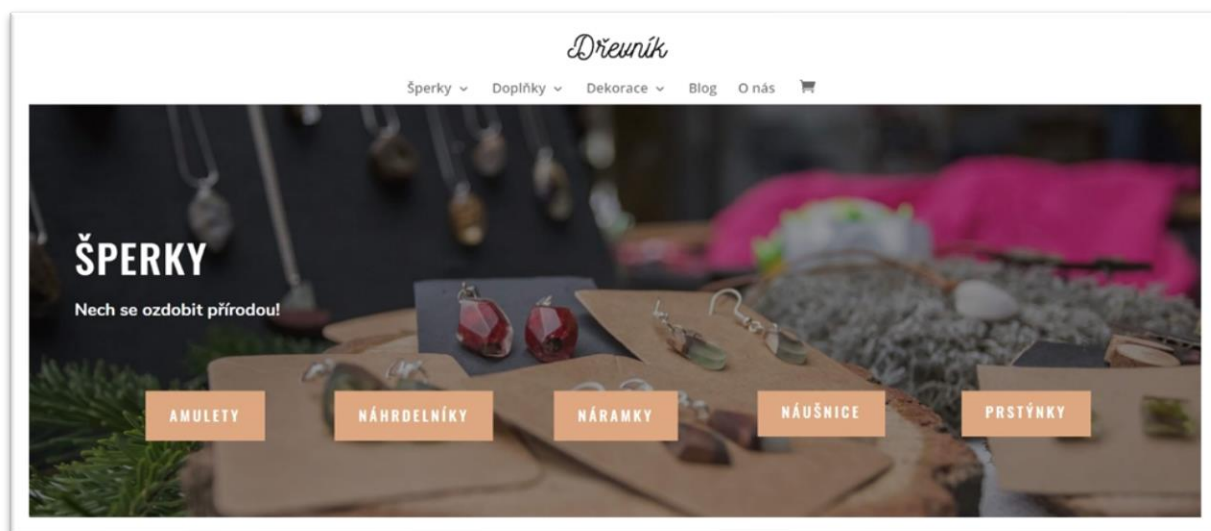 Dřevník
Šperky Doplňky Dekorace Blog O nás
ŠPERKY
Nech se ozdobit přírodou!
AMULETY NÁHRDELNÍKY NÁRAMKY NÁUŠNICE PRSTÝNKY